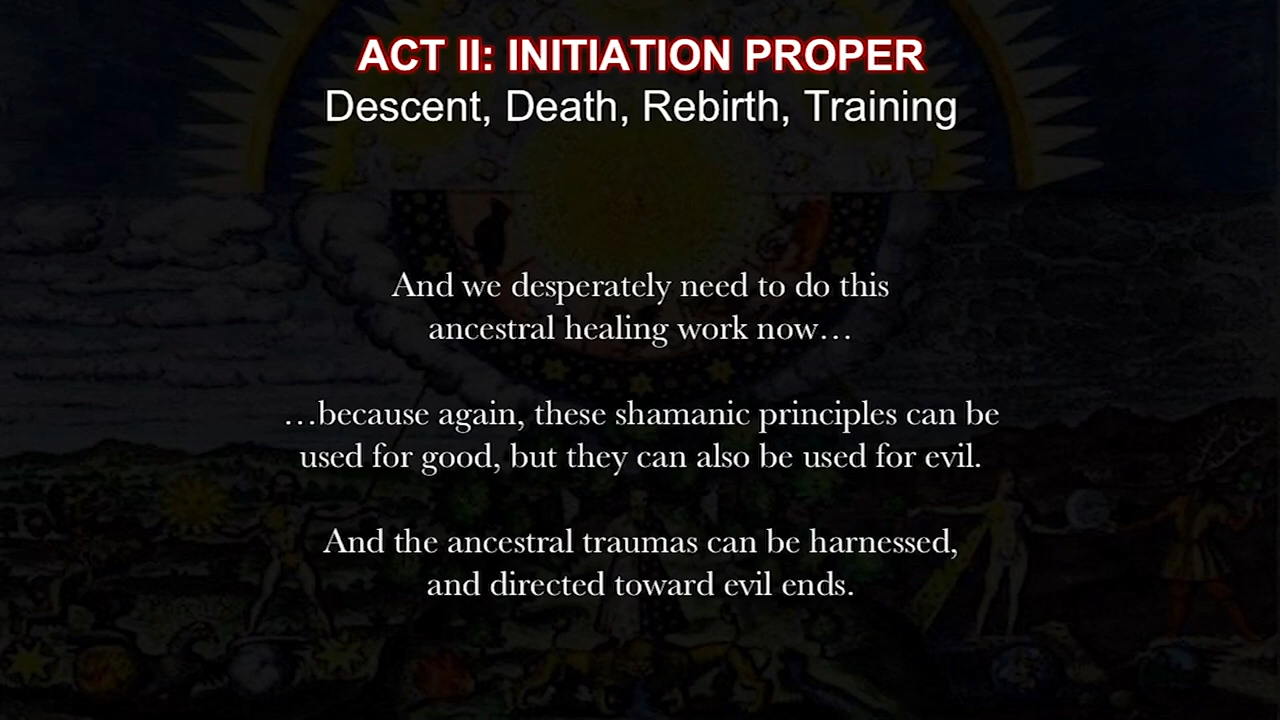 ACT II: INITIATION PROPER
Descent, Death, Rebirth, Training
And we desperately need to do this
ancestral healing work now…
…because again, these shamanic principles can be
used for good, but they can also be used for evil.
And the ancestral traumas can be harnessed,
and directed toward evil ends.